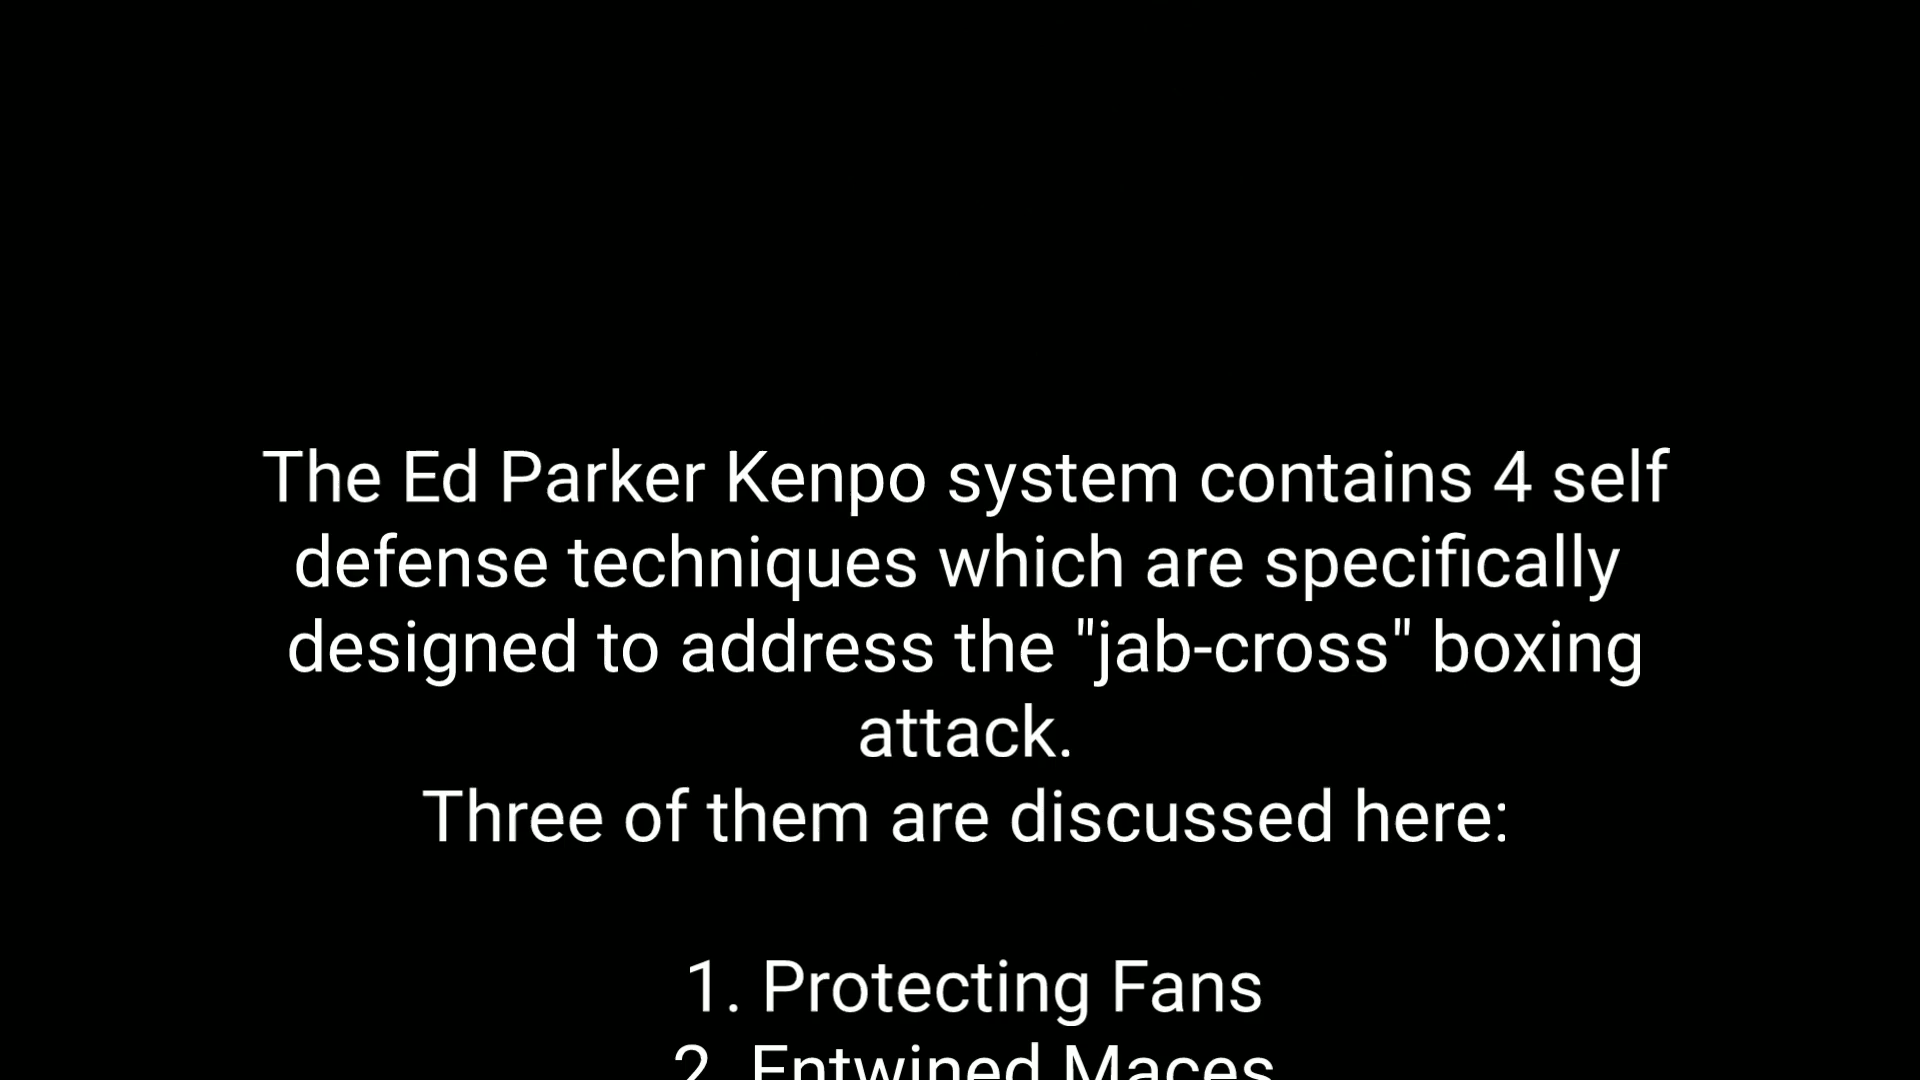 The Ed Parker Kenpo system contains 4 self
defense techniques which are specifically
designed to address the "jab-cross" boxing
attack.
Three of them are discussed here:
1. Protecting Fans
2. Entwined Maces